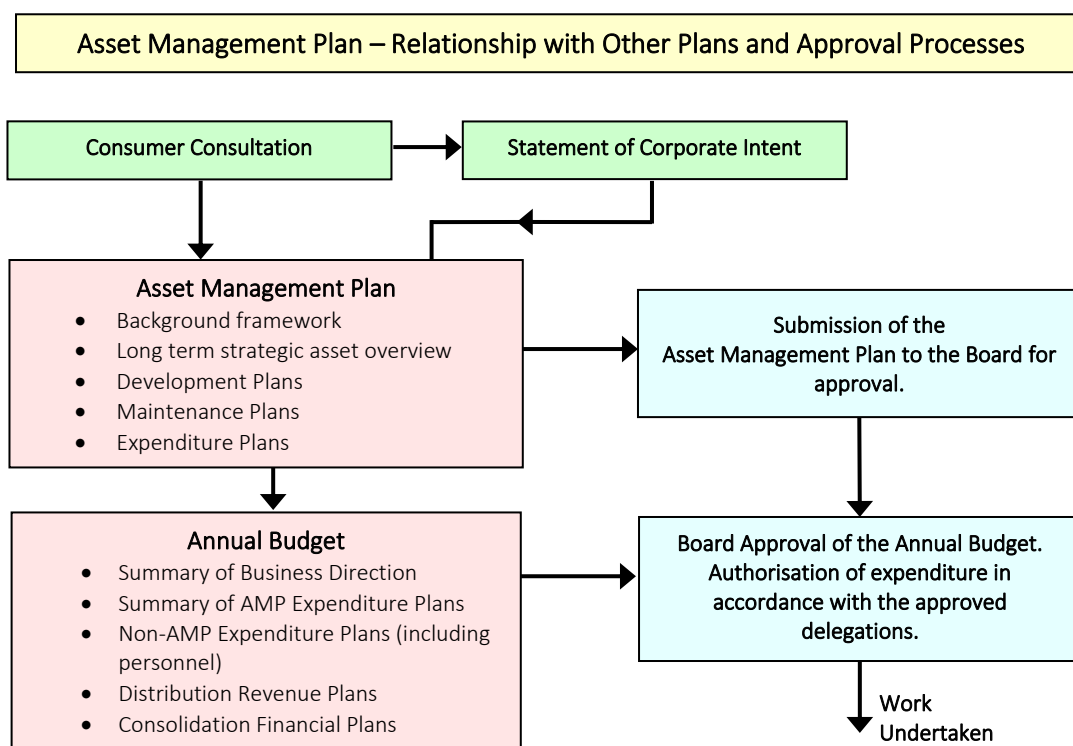 Asset Management Plan – Relationship with Other Plans and Approval Processes
Consumer Consultation
Statement of Corporate Intent
Asset Management Plan
• Background framework
• Long term strategic asset overview
• Development Plans
• Maintenance Plans
• Expenditure Plans
Submission of the
Asset Management Plan to the Board for
approval.
Annual Budget
• Summary of Business Direction
• Summary of AMP Expenditure Plans
• Non-AMP Expenditure Plans (including
personnel)
• Distribution Revenue Plans
• Consolidation Financial Plans
Board Approval of the Annual Budget.
Authorisation of expenditure in
accordance with the approved
delegations.
Work
Undertaken